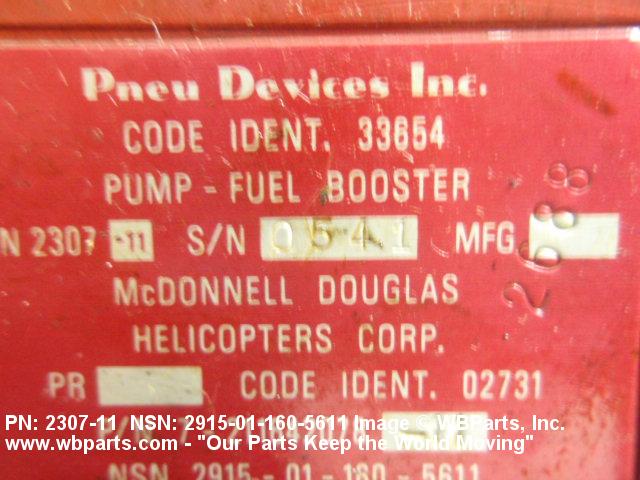 Pneu Devices Inc.
CODE IDENT. 33654
PUMP - FUEL BOOSTER
N 2307 -11 S/N 0541 MFG
2688
McDONNELL DOUGLAS
HELICOPTERS CORP.
PR CODE IDENT. 02731
PN: 2307-11 NSN: 2915-01-160-5611 Image © WBParts, Inc.
www.wbparts.com - "Our Parts Keep the World Moving"
NSN 2915-01-160-5611